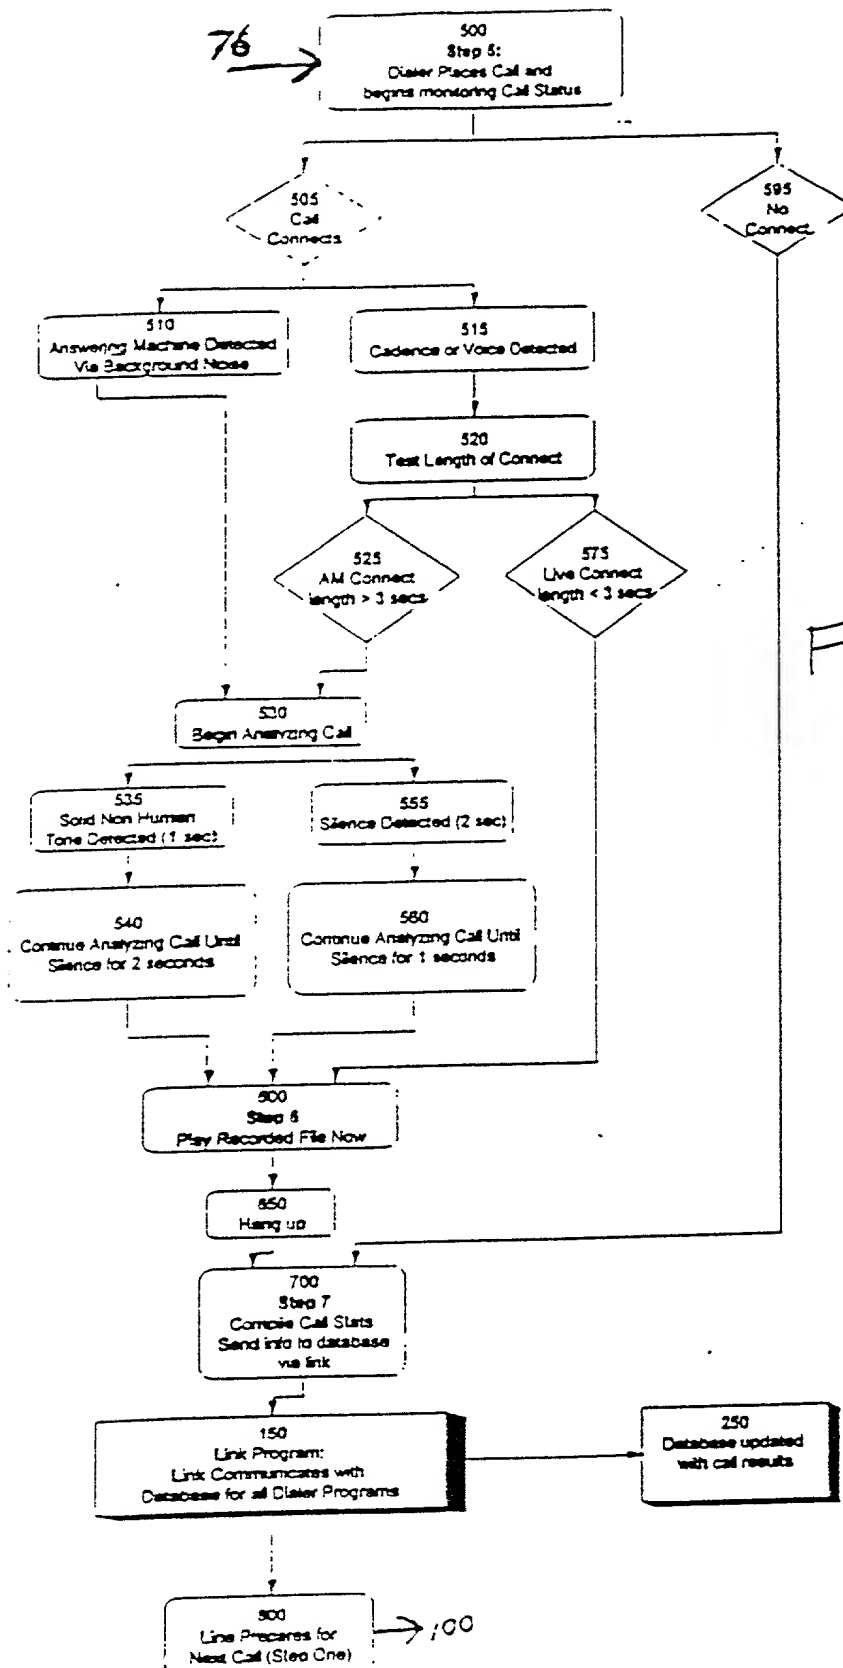 76
500
Step 5:
Dialer Places Call and
begins monitoring Call Status
505
Call
Connects
595
No
Connect
510
Answering Machine Detected
Via Background Noise
515
Cadence or Voice Detected
520
Test Length of Connect
525
AM Connect
length > 3 secs
575
Live Connect
length < 3 secs
530
Begin Analyzing Call
535
Solid Non Human
Tone Detected (1 sec)
555
Silence Detected (2 sec)
540
Continue Analyzing Call Until
Silence for 2 seconds
560
Continue Analyzing Call Until
Silence for 1 seconds
600
Step 6
Play Recorded File Now
650
Hang up
700
Step 7
Compile Call Stats
Send info to database
via link
150
Link Program:
Link Communicates with
Database for all Dialer Programs
250
Database updated
with call results
800
Line Prepares for
Next Call (Step One)
100